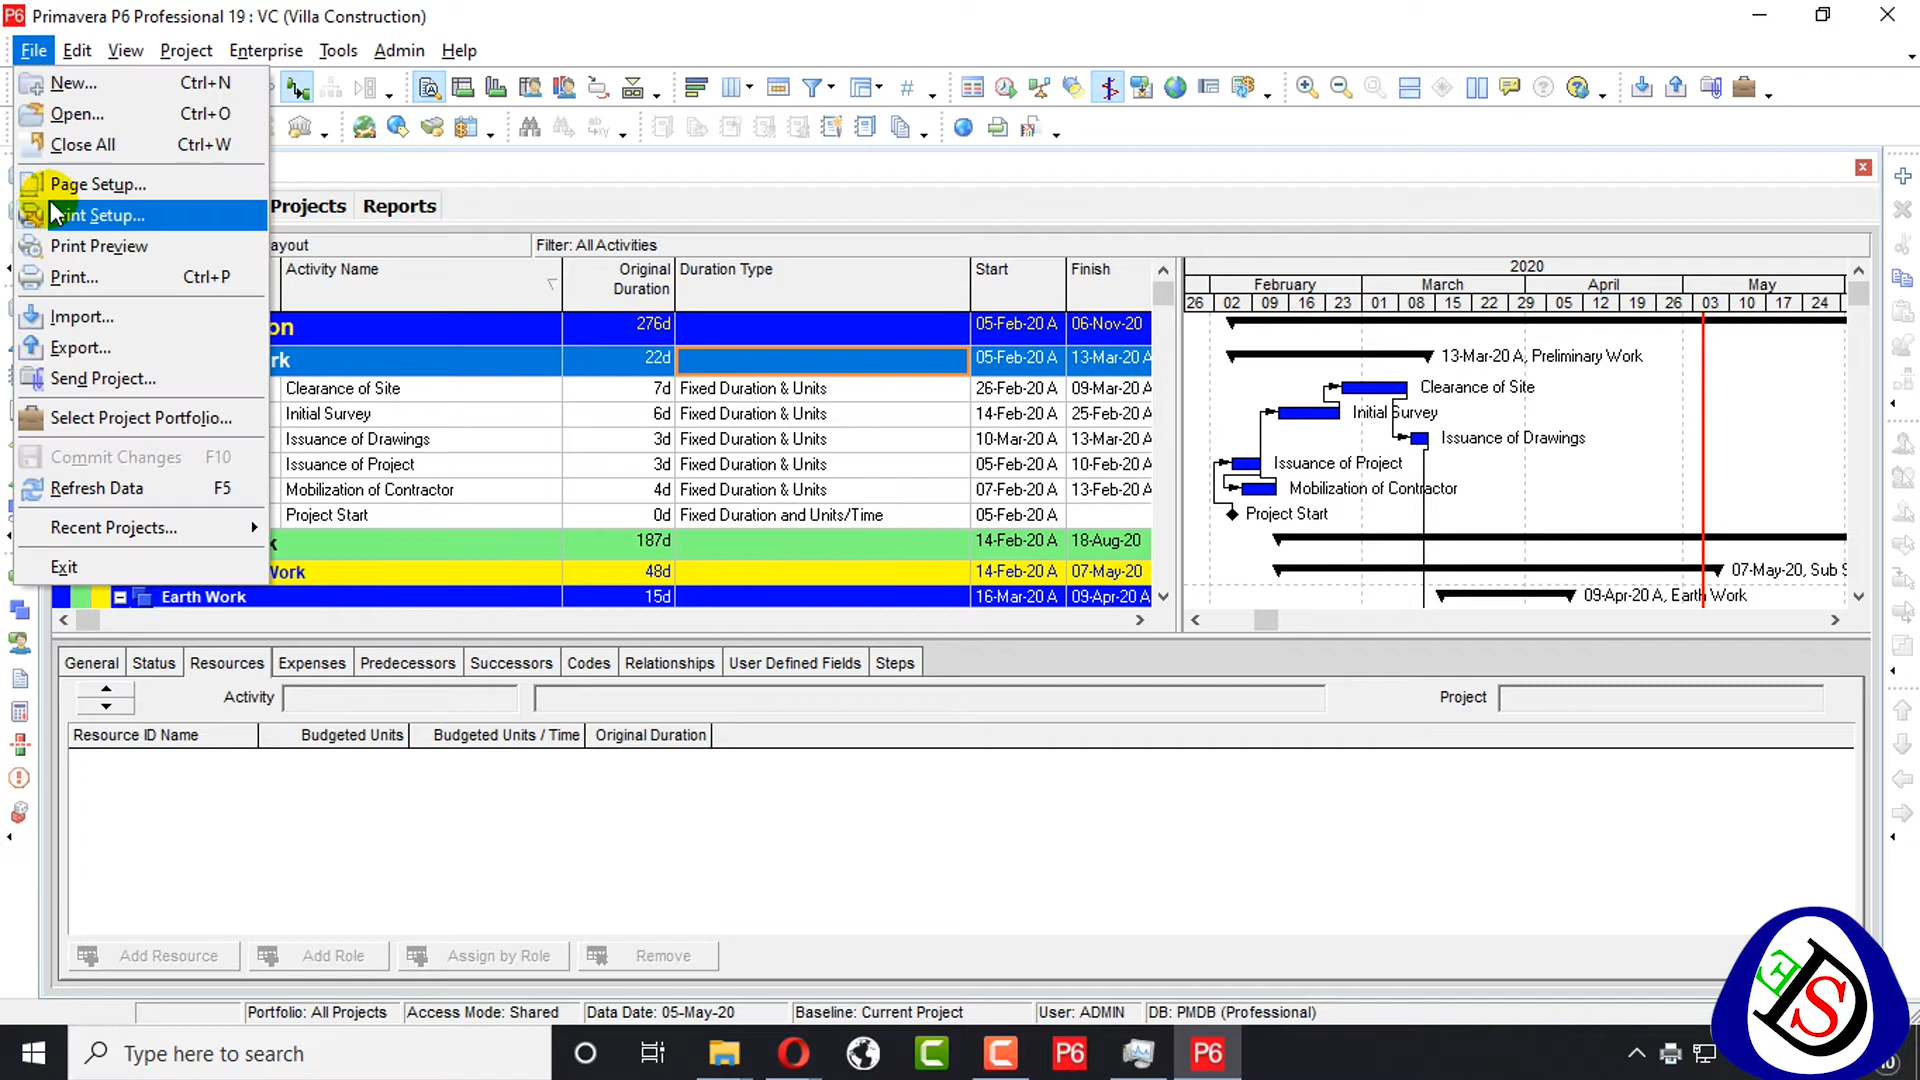 P6 Primavera P6 Professional 19 : VC (Villa Construction)
File Edit View Project Enterprise Tools Admin Help
New... Ctrl+N
Open... Ctrl+O
Close All Ctrl+W
Page Setup...
Print Setup...
Print Preview
Print... Ctrl+P
Import...
Export...
Send Project...
Select Project Portfolio...
Commit Changes F10
Refresh Data F5
Recent Projects...
Exit
Projects Reports
ayout Filter: All Activities
Activity Name Original Duration Duration Type Start Finish
2020
February March April May
26 02 09 16 23 01 08 15 22 29 05 12 19 26 03 10 17 24
on 276d 05-Feb-20 A 06-Nov-20
rk 22d 05-Feb-20 A 13-Mar-20 A 13-Mar-20 A, Preliminary Work
Clearance of Site 7d Fixed Duration & Units 26-Feb-20 A 09-Mar-20 A Clearance of Site
Initial Survey 6d Fixed Duration & Units 14-Feb-20 A 25-Feb-20 A Initial Survey
Issuance of Drawings 3d Fixed Duration & Units 10-Mar-20 A 13-Mar-20 A Issuance of Drawings
Issuance of Project 3d Fixed Duration & Units 05-Feb-20 A 10-Feb-20 A Issuance of Project
Mobilization of Contractor 4d Fixed Duration & Units 07-Feb-20 A 13-Feb-20 A Mobilization of Contractor
Project Start 0d Fixed Duration and Units/Time 05-Feb-20 A Project Start
k 187d 14-Feb-20 A 18-Aug-20
Work 48d 14-Feb-20 A 07-May-20 07-May-20, Sub S
Earth Work 15d 16-Mar-20 A 09-Apr-20 A 09-Apr-20 A, Earth Work
General Status Resources Expenses Predecessors Successors Codes Relationships User Defined Fields Steps
Activity Project
Resource ID Name Budgeted Units Budgeted Units / Time Original Duration
Add Resource Add Role Assign by Role Remove
Portfolio: All Projects Access Mode: Shared Data Date: 05-May-20 Baseline: Current Project User: ADMIN DB: PMDB (Professional)
Type here to search P6 P6